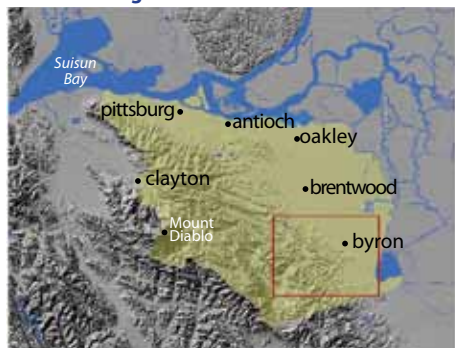 Suisun
Bay
pittsburg
antioch
oakley
clayton
brentwood
Mount
Diablo
byron